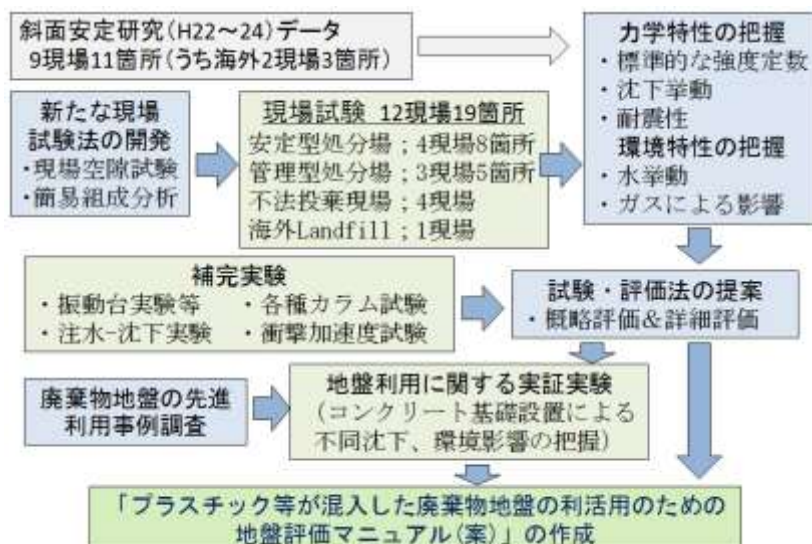 斜面安定研究(H22～24)データ
9現場11箇所(うち海外2現場3箇所)
力学特性の把握
・標準的な強度定数
・沈下挙動
・耐震性
環境特性の把握
・水挙動
・ガスによる影響
新たな現場
試験法の開発
・現場空隙試験
・簡易組成分析
現場試験 12現場19箇所
安定型処分場；4現場8箇所
管理型処分場；3現場5箇所
不法投棄現場；4現場
海外Landfill；1現場
補完実験
・振動台実験等 ・各種カラム試験
・注水-沈下実験 ・衝撃加速度試験
試験・評価法の提案
・概略評価＆詳細評価
廃棄物地盤の先進
利用事例調査
地盤利用に関する実証実験
(コンクリート基礎設置による
不同沈下、環境影響の把握)
「プラスチック等が混入した廃棄物地盤の利活用のための
地盤評価マニュアル(案)」の作成